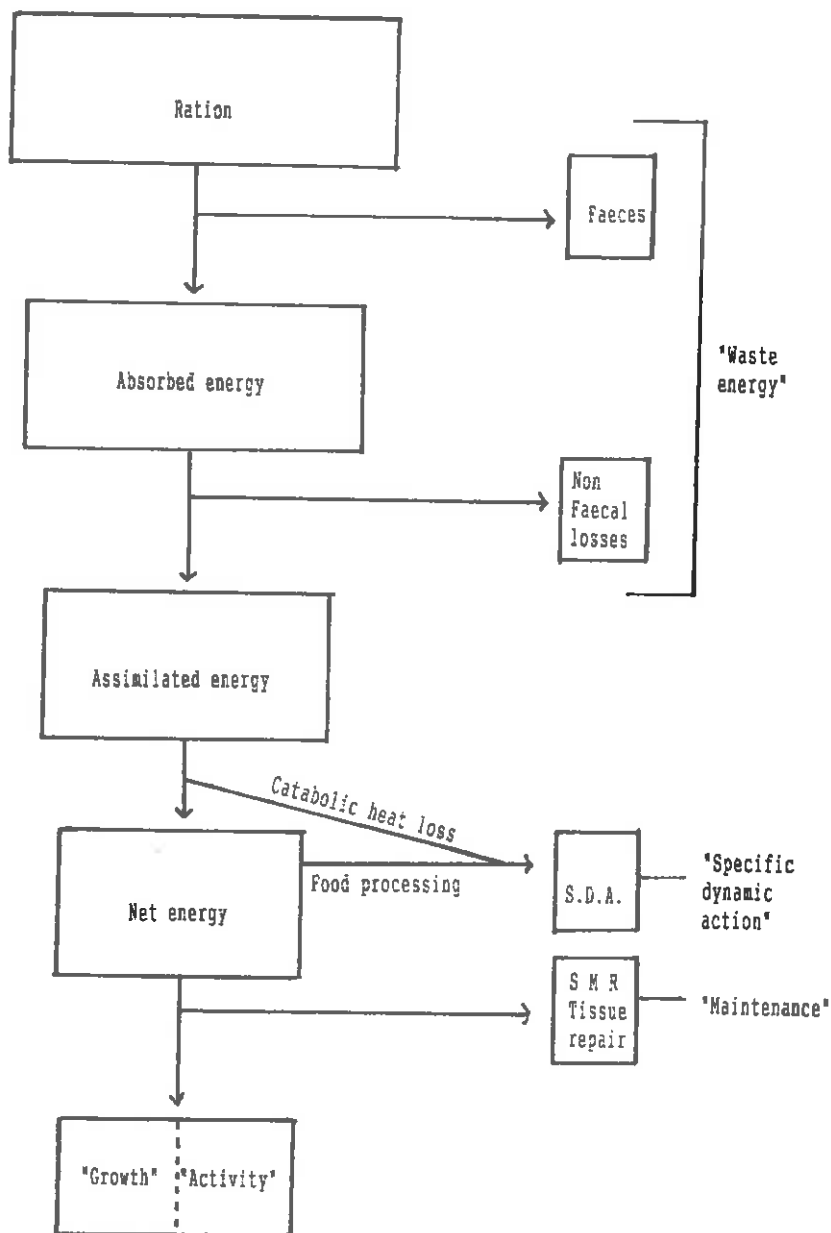 Ration
Faeces
Absorbed energy
"Waste
energy"
Non
Faecal
losses
Assimilated energy
Catabolic heat loss
Food processing
Net energy
S.D.A.
"Specific
dynamic
action"
S M R
Tissue
repair
"Maintenance"
"Growth" "Activity"